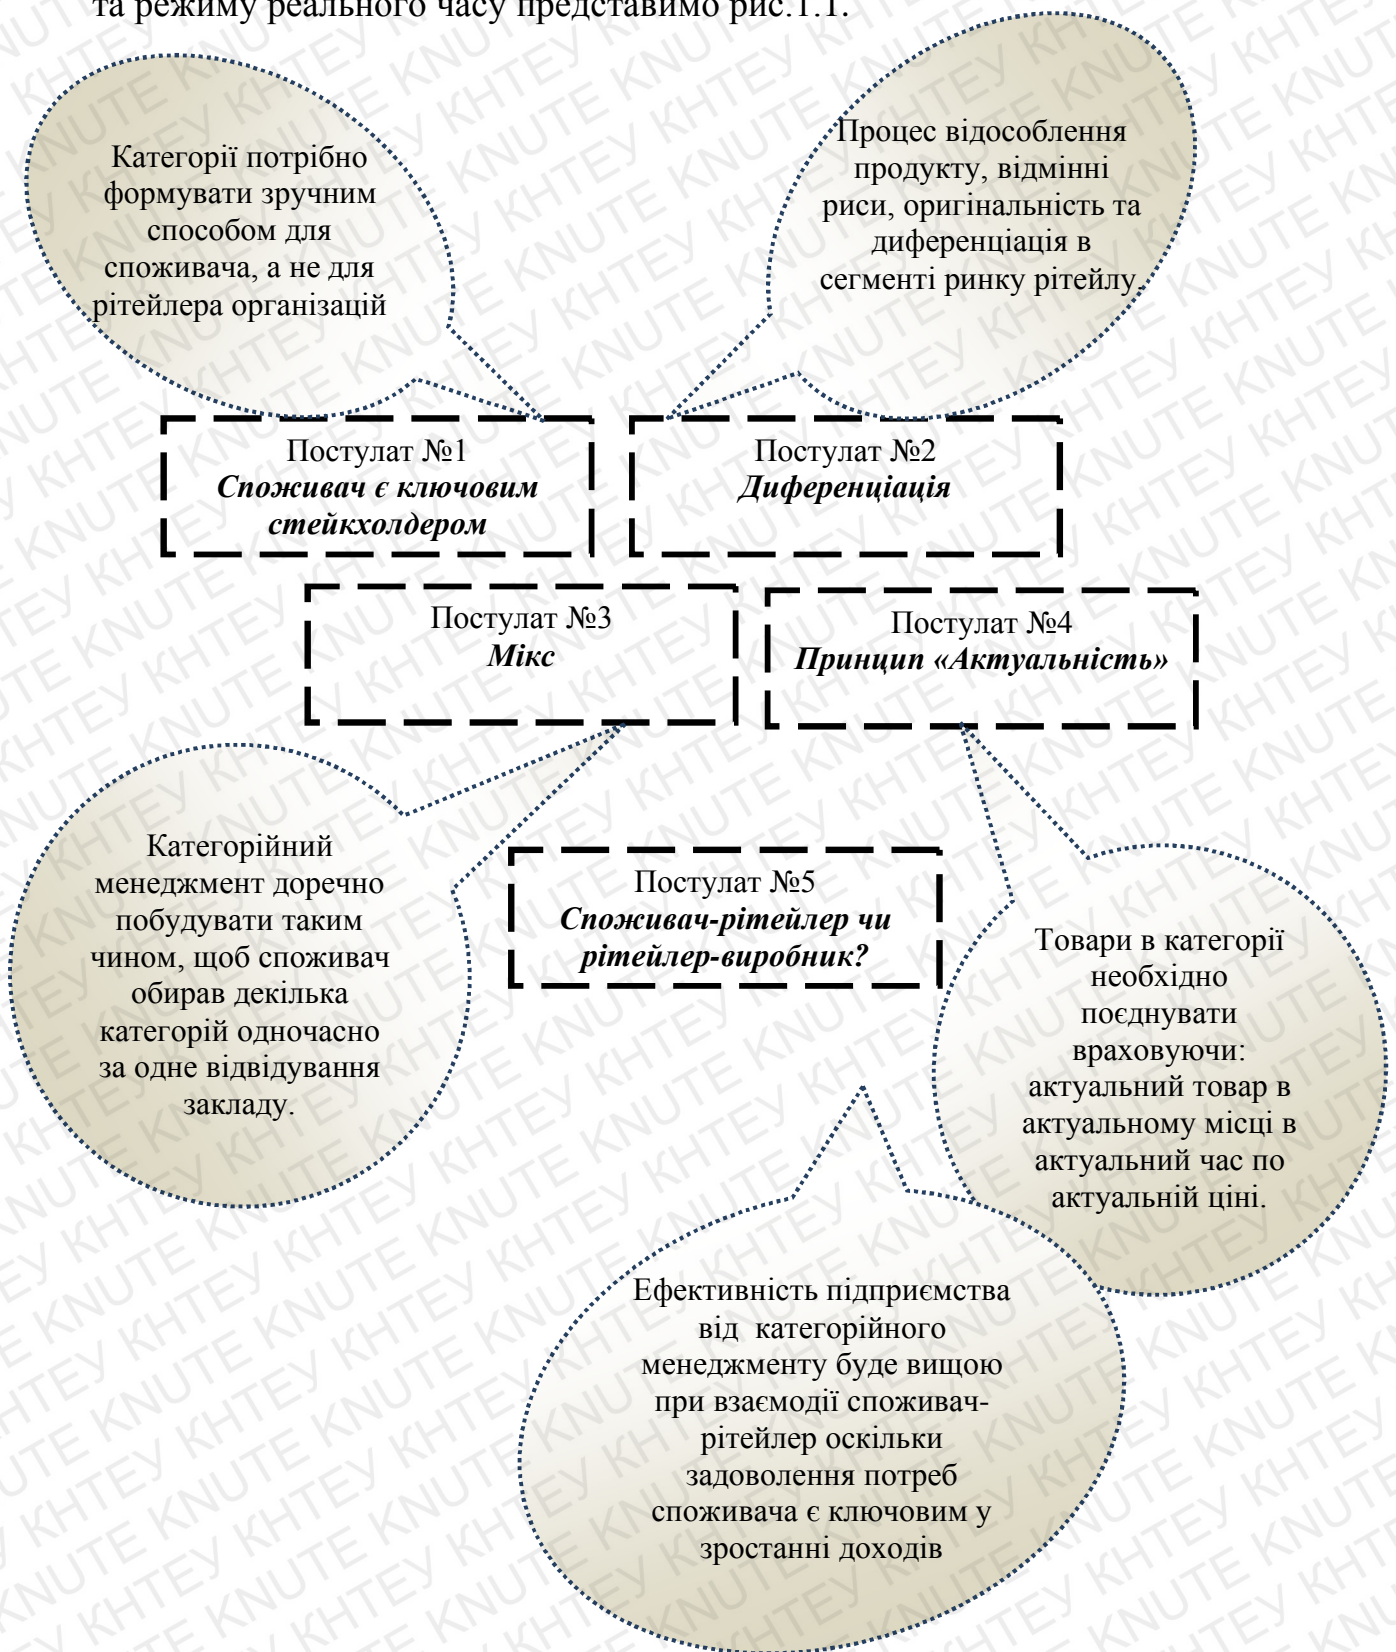 та режиму реального часу представимо рис.1.1.
Категорії потрібно
формувати зручним
способом для
споживача, а не для
рітейлера організацій
Процес відособлення
продукту, відмінні
риси, оригінальність та
диференціація в
сегменті ринку рітейлу.
Постулат №1
Споживач є ключовим
стейкхолдером
Постулат №2
Диференціація
Постулат №3
Мікс
Постулат №4
Принцип «Актуальність»
Категорійний
менеджмент доречно
побудувати таким
чином, щоб споживач
обирав декілька
категорій одночасно
за одне відвідування
закладу.
Постулат №5
Споживач-рітейлер чи
рітейлер-виробник?
Товари в категорії
необхідно
поєднувати
враховуючи:
актуальний товар в
актуальному місці в
актуальний час по
актуальній ціні.
Ефективність підприємства
від категорійного
менеджменту буде вищою
при взаємодії споживач-
рітейлер оскільки
задоволення потреб
споживача є ключовим у
зростанні доходів